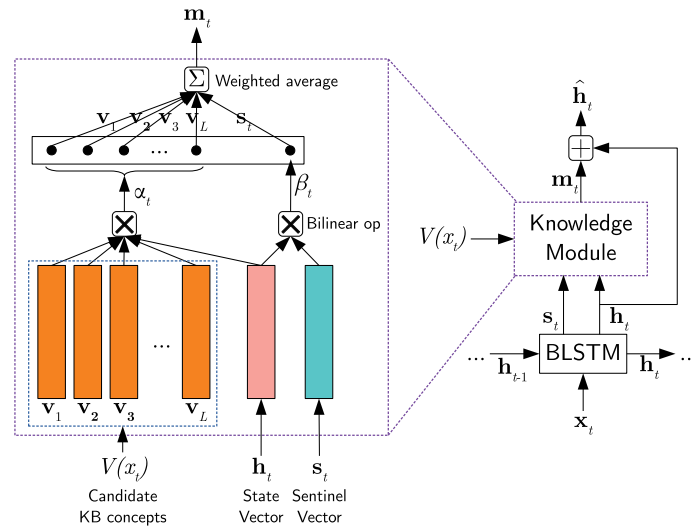 m_t
Σ Weighted average
v_1 v_2 v_3 v_L s_t
...
α_t β_t
Bilinear op
...
v_1 v_2 v_3 v_L
V(x_t) h_t s_t
Candidate
KB concepts
State
Vector
Sentinel
Vector
ĥ_t
+
m_t
V(x_t)
Knowledge
Module
s_t h_t
... h_{t-1} BLSTM h_t ..
x_t